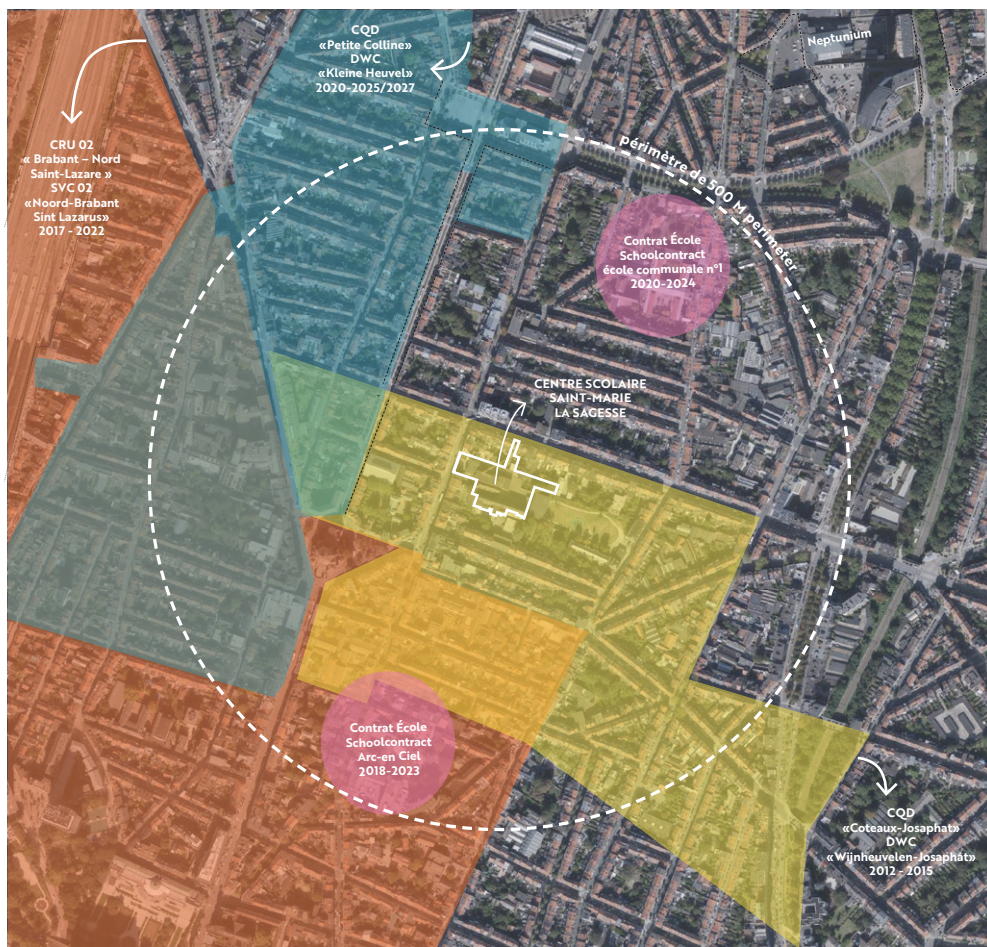 CQD
«Petite Colline»
DWC
«Kleine Heuvel»
2020-2025/2027
Neptunium
CRU 02
« Brabant – Nord
Saint-Lazare »
SVC 02
«Noord-Brabant
Sint Lazarus»
2017 - 2022
périmètre de 500 M perimeter
Contrat École
Schoolcontract
école communale n°1
2020-2024
CENTRE SCOLAIRE
SAINT-MARIE
LA SAGESSE
Contrat École
Schoolcontract
Arc-en Ciel
2018-2023
CQD
«Coteaux-Josaphat»
DWC
«Wijnheuvelen-Josaphat»
2012 - 2015